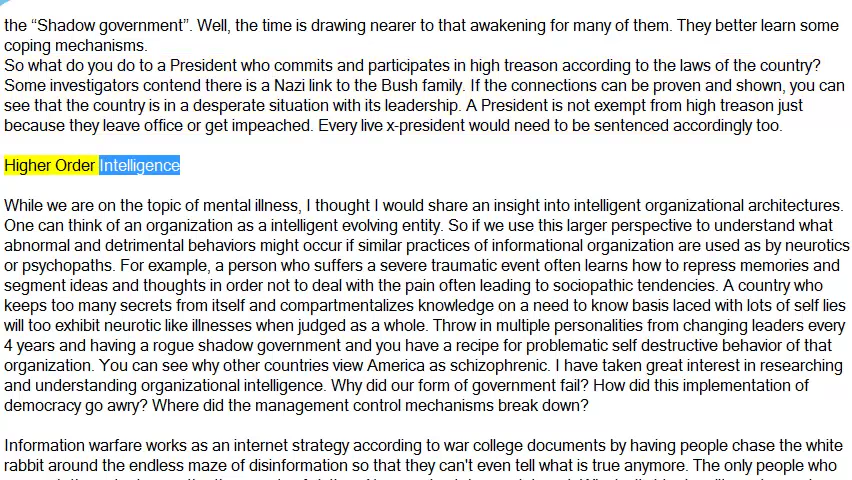 the “Shadow government”. Well, the time is drawing nearer to that awakening for many of them. They better learn some
coping mechanisms.
So what do you do to a President who commits and participates in high treason according to the laws of the country?
Some investigators contend there is a Nazi link to the Bush family. If the connections can be proven and shown, you can
see that the country is in a desperate situation with its leadership. A President is not exempt from high treason just
because they leave office or get impeached. Every live x-president would need to be sentenced accordingly too.
Higher Order Intelligence
While we are on the topic of mental illness, I thought I would share an insight into intelligent organizational architectures.
One can think of an organization as a intelligent evolving entity. So if we use this larger perspective to understand what
abnormal and detrimental behaviors might occur if similar practices of informational organization are used as by neurotics
or psychopaths. For example, a person who suffers a severe traumatic event often learns how to repress memories and
segment ideas and thoughts in order not to deal with the pain often leading to sociopathic tendencies. A country who
keeps too many secrets from itself and compartmentalizes knowledge on a need to know basis laced with lots of self lies
will too exhibit neurotic like illnesses when judged as a whole. Throw in multiple personalities from changing leaders every
4 years and having a rogue shadow government and you have a recipe for problematic self destructive behavior of that
organization. You can see why other countries view America as schizophrenic. I have taken great interest in researching
and understanding organizational intelligence. Why did our form of government fail? How did this implementation of
democracy go awry? Where did the management control mechanisms break down?
Information warfare works as an internet strategy according to war college documents by having people chase the white
rabbit around the endless maze of disinformation so that they can't even tell what is true anymore. The only people who